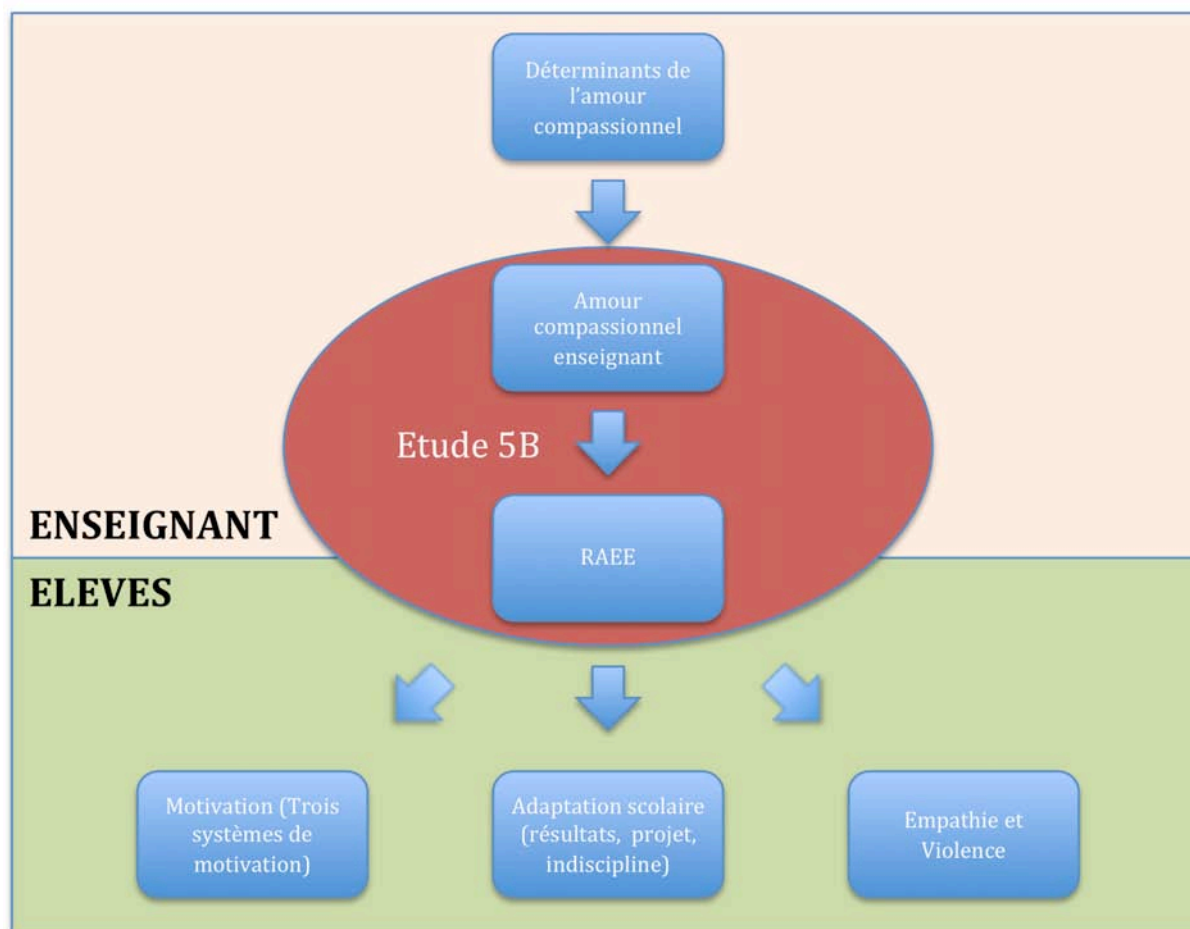 Déterminants de
l'amour
compassionnel
Amour
compassionnel
enseignant
Etude 5B
RAEE
ENSEIGNANT
ELEVES
Motivation (Trois
systèmes de
motivation)
Adaptation scolaire
(résultats, projet,
indiscipline)
Empathie et
Violence